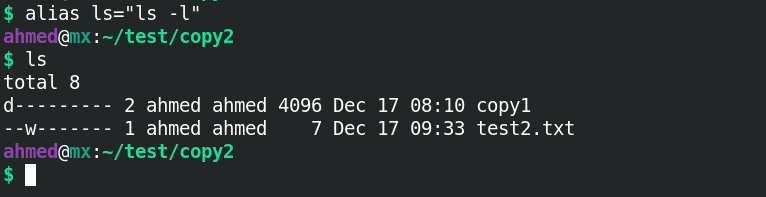 $ alias ls="ls -l"
ahmed@mx:~/test/copy2
$ ls
total 8
d--------- 2 ahmed ahmed 4096 Dec 17 08:10 copy1
--w------- 1 ahmed ahmed    7 Dec 17 09:33 test2.txt
ahmed@mx:~/test/copy2
$